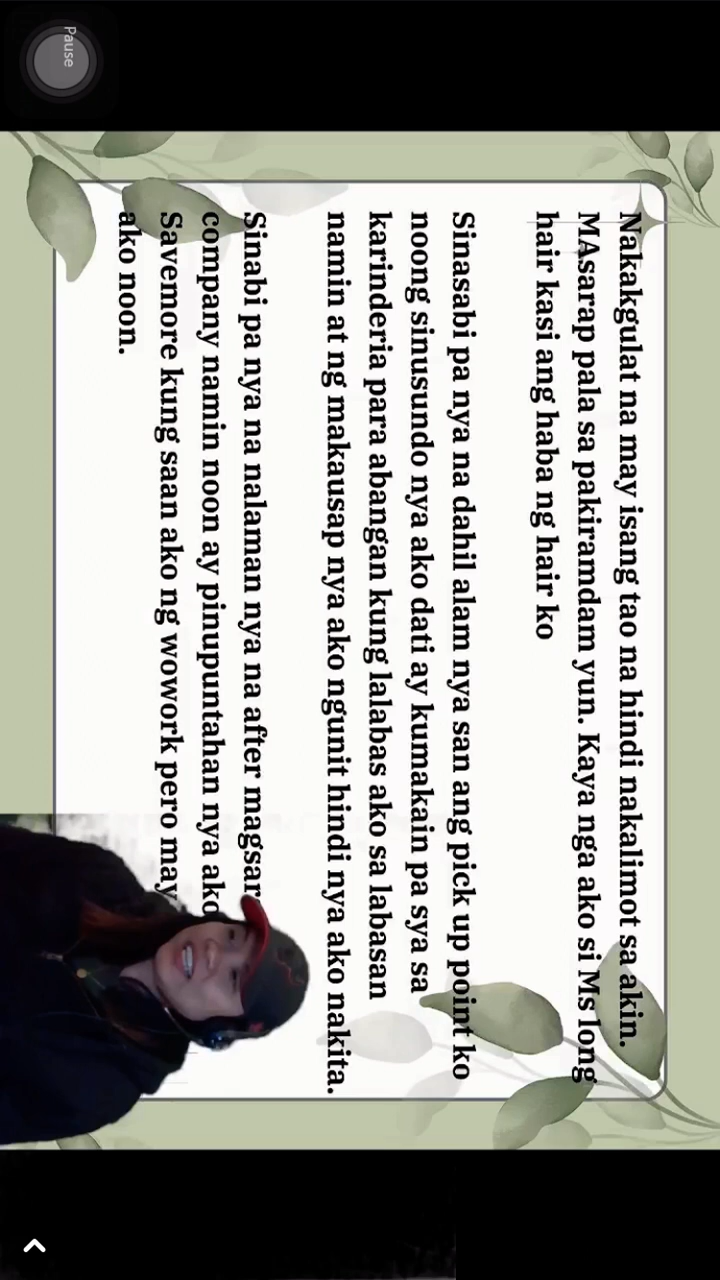 Pause
Nakakgulat na may isang tao na hindi nakalimot sa akin.
MAsarap pala sa pakiramdam yun. Kaya nga ako si Ms long
hair kasi ang haba ng hair ko
Sinasabi pa nya na dahil alam nya san ang pick up point ko
noong sinusundo nya ako dati ay kumakain pa sya sa
karinderia para abangan kung lalabas ako sa labasan
namin at ng makausap nya ako ngunit hindi nya ako nakita.
Sinabi pa nya na nalaman nya na after
company namin noon ay pinupuntahan nya ako
Savemore kung saan ako ng wowork pero may
ako noon.